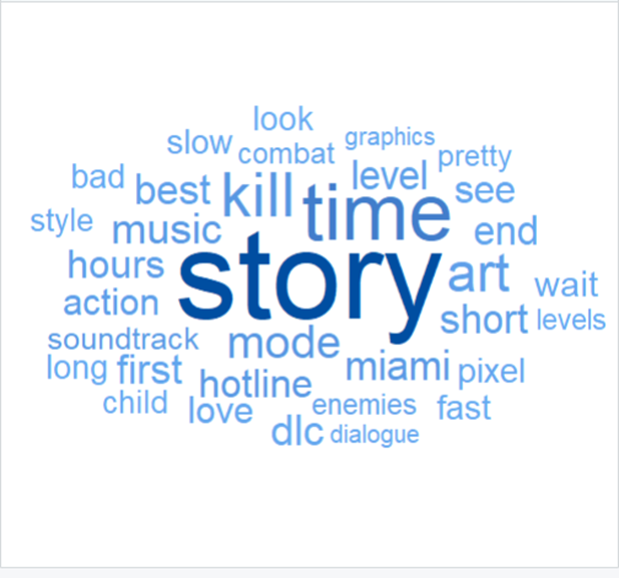 look
slow combat graphics pretty
bad best kill time level see
style music end
hours story art wait
action short levels
soundtrack mode
long first hotline miami pixel
child love enemies fast
dlc dialogue